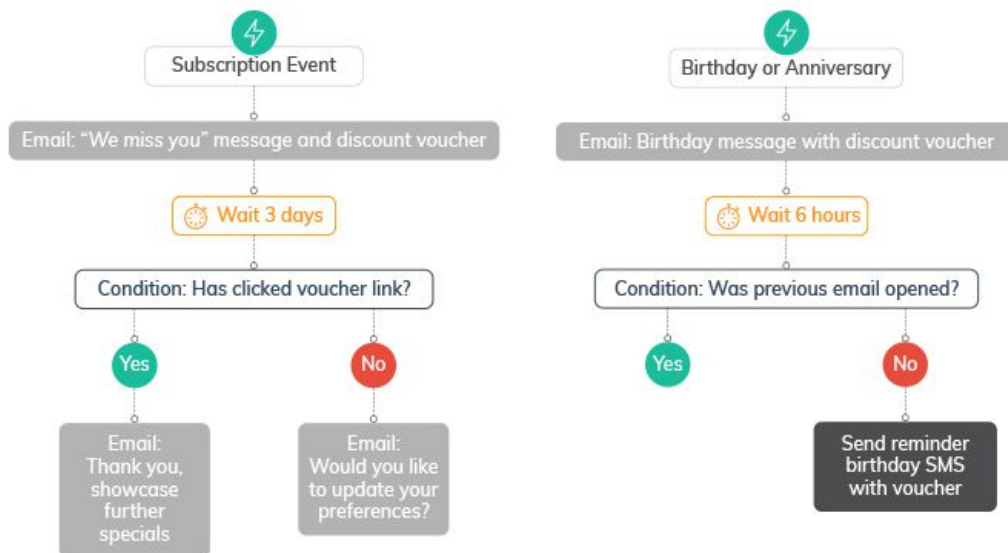 Subscription Event
Email: “We miss you” message and discount voucher
Wait 3 days
Condition: Has clicked voucher link?
Yes
No
Email:
Thank you,
showcase
further
specials
Email:
Would you like
to update your
preferences?
Birthday or Anniversary
Email: Birthday message with discount voucher
Wait 6 hours
Condition: Was previous email opened?
Yes
No
Send reminder
birthday SMS
with voucher